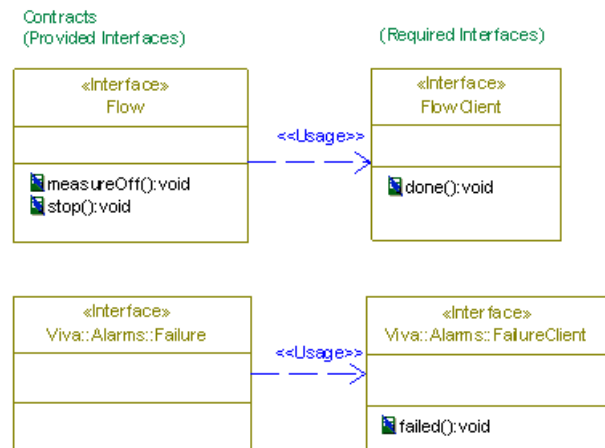 Contracts
(Provided Interfaces)
(Required Interfaces)
«Interface»
Flow
measureOff():void
stop():void
<<Usage>>
«Interface»
FlowClient
done():void
«Interface»
Viva::Alarms::Failure
<<Usage>>
«Interface»
Viva::Alarms::FailureClient
failed():void